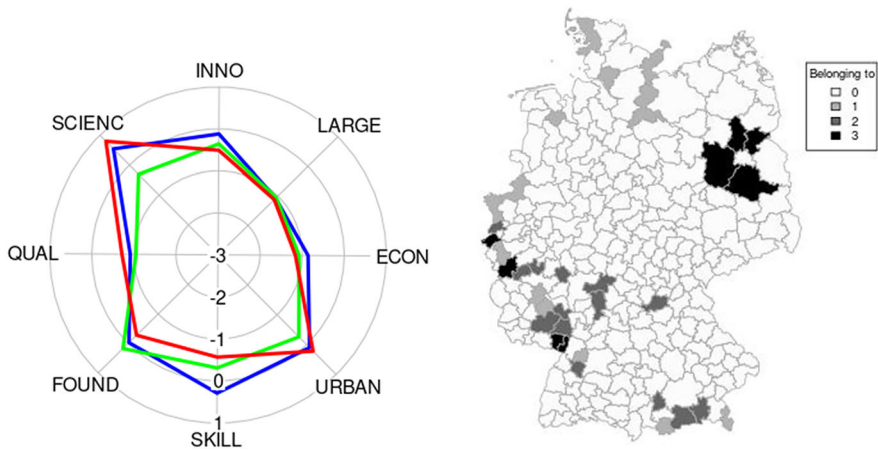 INNO
SCIENC
LARGE
QUAL
-3
ECON
-2
-1
FOUND
0
URBAN
1
SKILL
Belonging to
0
1
2
3